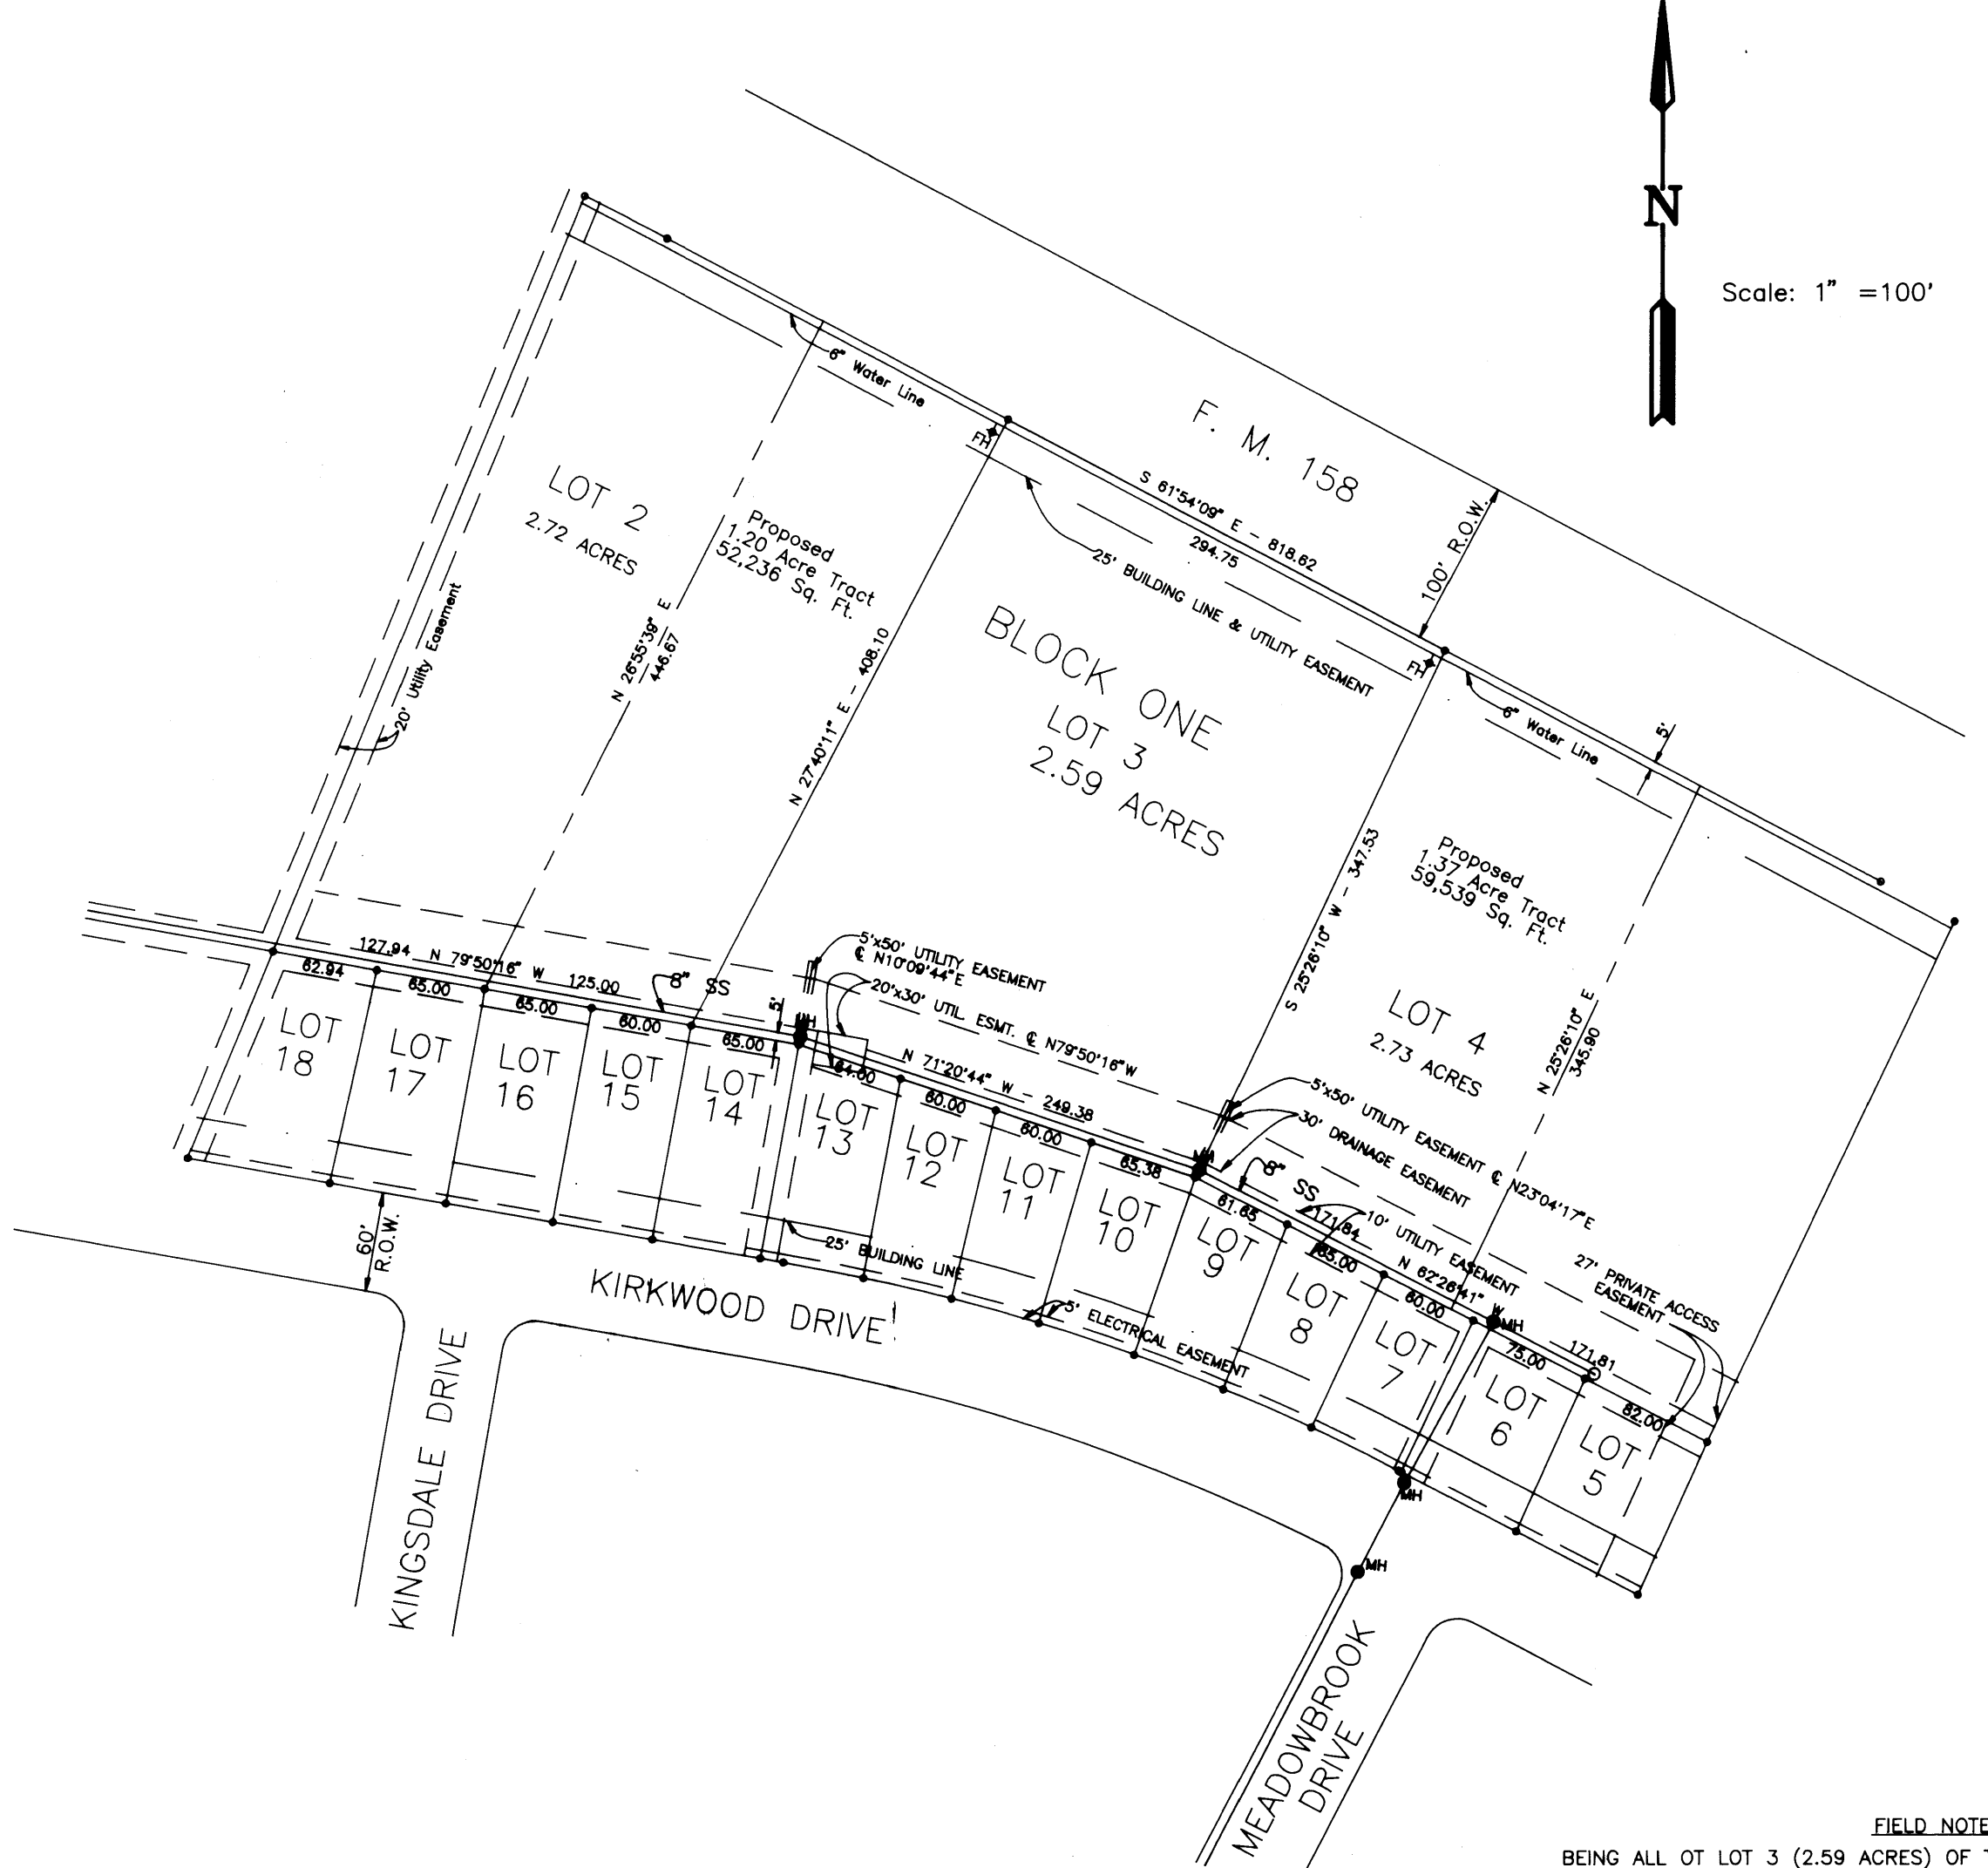 N
Scale: 1" =100'
F. M. 158
6" Water Line
FH
S 61°54'09" E - 818.62
294.75
100' R.O.W.
LOT 2
2.72 ACRES
Proposed
1.20 Acre Tract
52,236 Sq. Ft.
25' BUILDING LINE & UTILITY EASEMENT
20' Utility Easement
N 26°55'39" E
446.67
N 27°40'11" E - 408.10
BLOCK ONE
LOT 3
2.59 ACRES
FH
6" Water Line
5'
S 25°26'10" W - 347.53
Proposed
1.37 Acre Tract
59,539 Sq. Ft.
LOT 4
2.73 ACRES
N 25°26'10" E
345.90
127.94
N 79°50'16" W
125.00
8" SS
5'
5'x50' UTILITY EASEMENT
℄ N10°09'44"E
20'x30' UTIL. ESMT. ℄ N79°50'16"W
MH
62.94
65.00
65.00
60.00
65.00
64.00
60.00
60.00
65.38
N 71°20'44" W - 249.38
MH
5'x50' UTILITY EASEMENT ℄ N23°04'17"E
30' DRAINAGE EASEMENT
8" SS
61.65
171.84
10' UTILITY EASEMENT
65.00
N 62°26'41" W
60.00
MH
27' PRIVATE ACCESS
EASEMENT
171.81
75.00
82.00
LOT
18
LOT
17
LOT
16
LOT
15
LOT
14
LOT
13
LOT
12
LOT
11
LOT
10
LOT
9
LOT
8
LOT
7
LOT
6
LOT
5
60'
R.O.W.
25' BUILDING LINE
5' ELECTRICAL EASEMENT
KIRKWOOD DRIVE
KINGSDALE DRIVE
MH
MH
MEADOWBROOK
DRIVE
FIELD NOTE
BEING ALL OT LOT 3 (2.59 ACRES) OF T